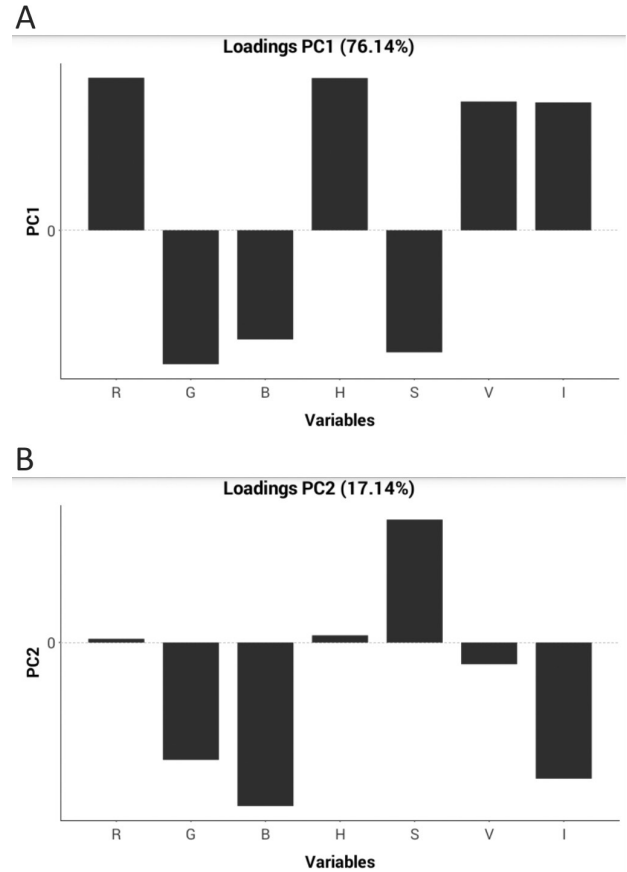 A
Loadings PC1 (76.14%)
PC1
0
R G B H S V I
Variables
B
Loadings PC2 (17.14%)
PC2
0
R G B H S V I
Variables